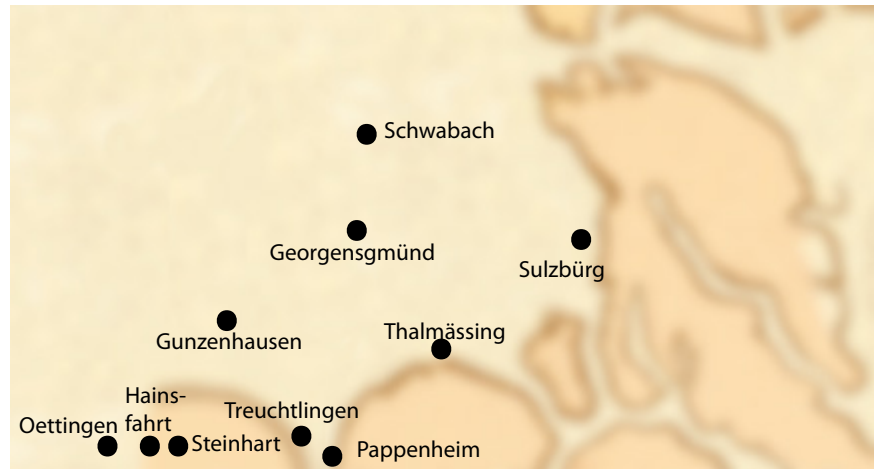 Schwabach
Georgensgmünd
Sulzbürg
Gunzenhausen
Thalmässing
Hains-
fahrt
Oettingen
Treuchtlingen
Steinhart
Pappenheim